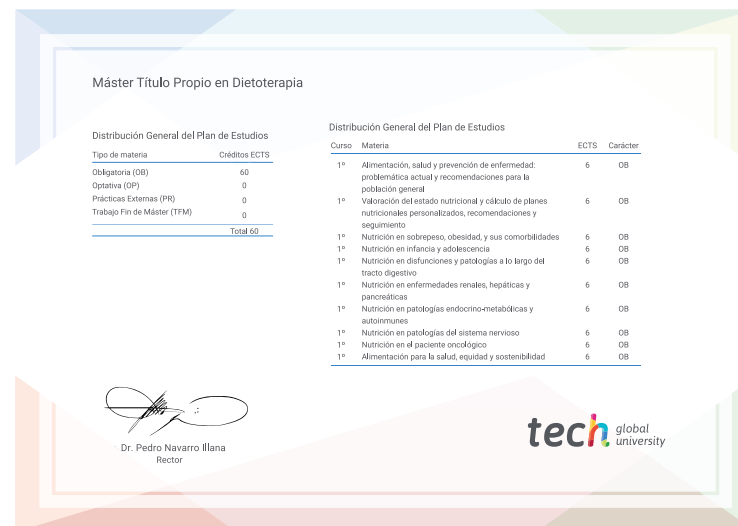 Máster Título Propio en Dietoterapia
Distribución General del Plan de Estudios
Tipo de materia Créditos ECTS
Obligatoria (OB) 60
Optativa (OP) 0
Prácticas Externas (PR) 0
Trabajo Fin de Máster (TFM) 0
Total 60
Distribución General del Plan de Estudios
Curso Materia ECTS Carácter
1º Alimentación, salud y prevención de enfermedad: 6 OB
problemática actual y recomendaciones para la
población general
1º Valoración del estado nutricional y cálculo de planes 6 OB
nutricionales personalizados, recomendaciones y
seguimiento
1º Nutrición en sobrepeso, obesidad, y sus comorbilidades 6 OB
1º Nutrición en infancia y adolescencia 6 OB
1º Nutrición en disfunciones y patologías a lo largo del 6 OB
tracto digestivo
1º Nutrición en enfermedades renales, hepáticas y 6 OB
pancreáticas
1º Nutrición en patologías endocrino-metabólicas y 6 OB
autoinmunes
1º Nutrición en patologías del sistema nervioso 6 OB
1º Nutrición en el paciente oncológico 6 OB
1º Alimentación para la salud, equidad y sostenibilidad 6 OB
Dr. Pedro Navarro Illana
Rector
tech global
university